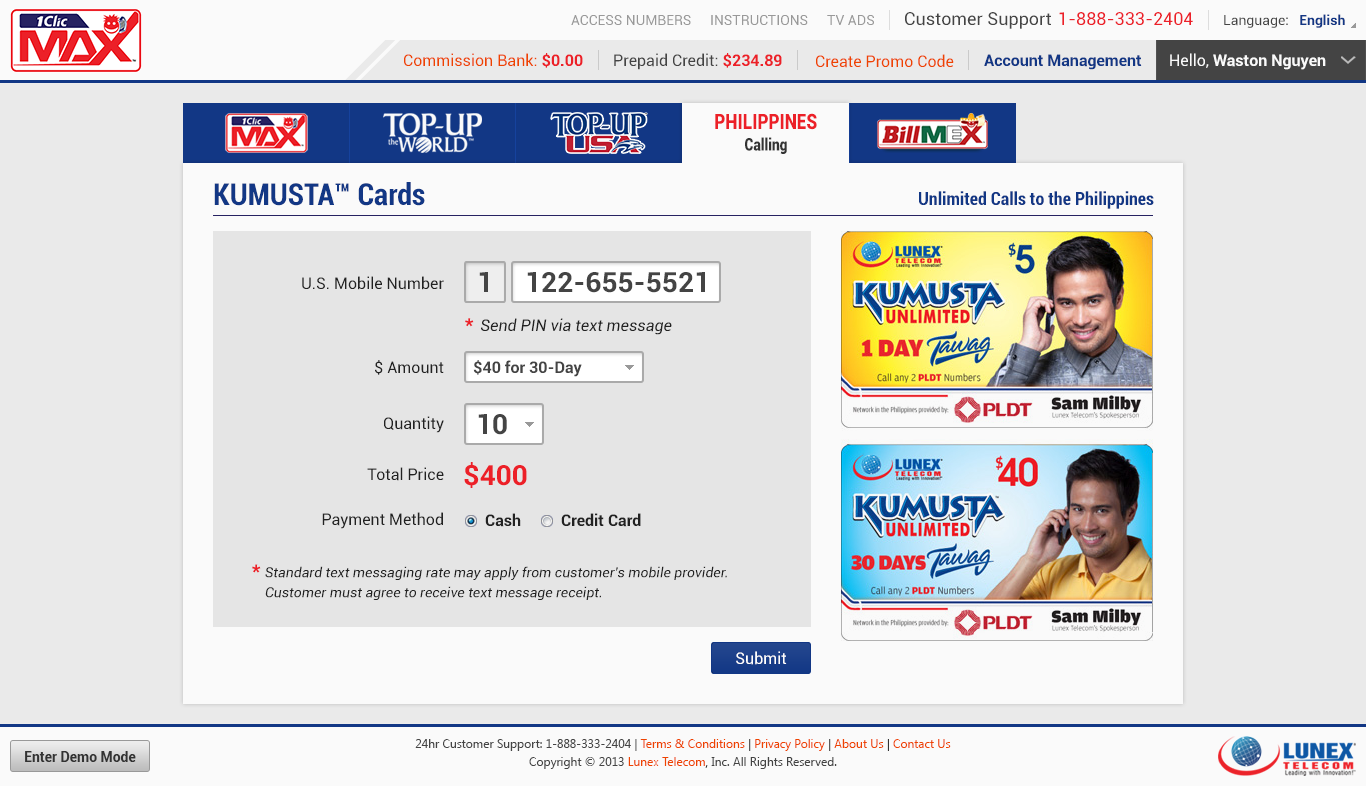 1Clic
MAX™
ACCESS NUMBERS INSTRUCTIONS TV ADS Customer Support 1-888-333-2404 Language: English
Commission Bank: $0.00 Prepaid Credit: $234.89 Create Promo Code Account Management Hello, Waston Nguyen
1Clic
MAX
TOP-UP
the WORLD™
TOP-UP
USA
PHILIPPINES
Calling
BillMEX
KUMUSTA™ Cards Unlimited Calls to the Philippines
U.S. Mobile Number 1 122-655-5521
* Send PIN via text message
$ Amount $40 for 30-Day
Quantity 10
Total Price $400
Payment Method Cash Credit Card
* Standard text messaging rate may apply from customer's mobile provider.
Customer must agree to receive text message receipt.
Submit
LUNEX
TELECOM
Leading with Innovation!
$5
KUMUSTA™
UNLIMITED
1 DAY Tawag
Call any 2 PLDT Numbers
Network in the Philippines provided by: PLDT Sam Milby
Lunex Telecom's Spokesperson
LUNEX
TELECOM
Leading with Innovation!
$40
KUMUSTA™
UNLIMITED
30 DAYS Tawag
Call any 2 PLDT Numbers
Network in the Philippines provided by: PLDT Sam Milby
Lunex Telecom's Spokesperson
Enter Demo Mode
24hr Customer Support: 1-888-333-2404 | Terms & Conditions | Privacy Policy | About Us | Contact Us
Copyright © 2013 Lunex Telecom, Inc. All Rights Reserved.
LUNEX
TELECOM
Leading with Innovation!